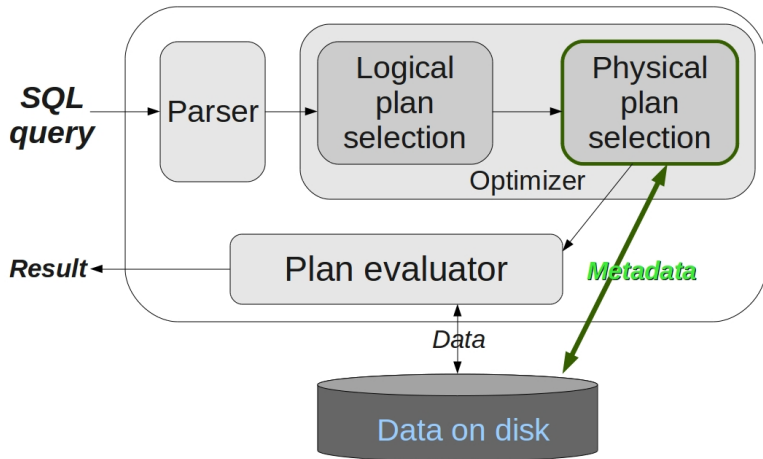 SQL
query
Parser
Logical
plan
selection
Physical
plan
selection
Optimizer
Result
Plan evaluator
Metadata
Data
Data on disk